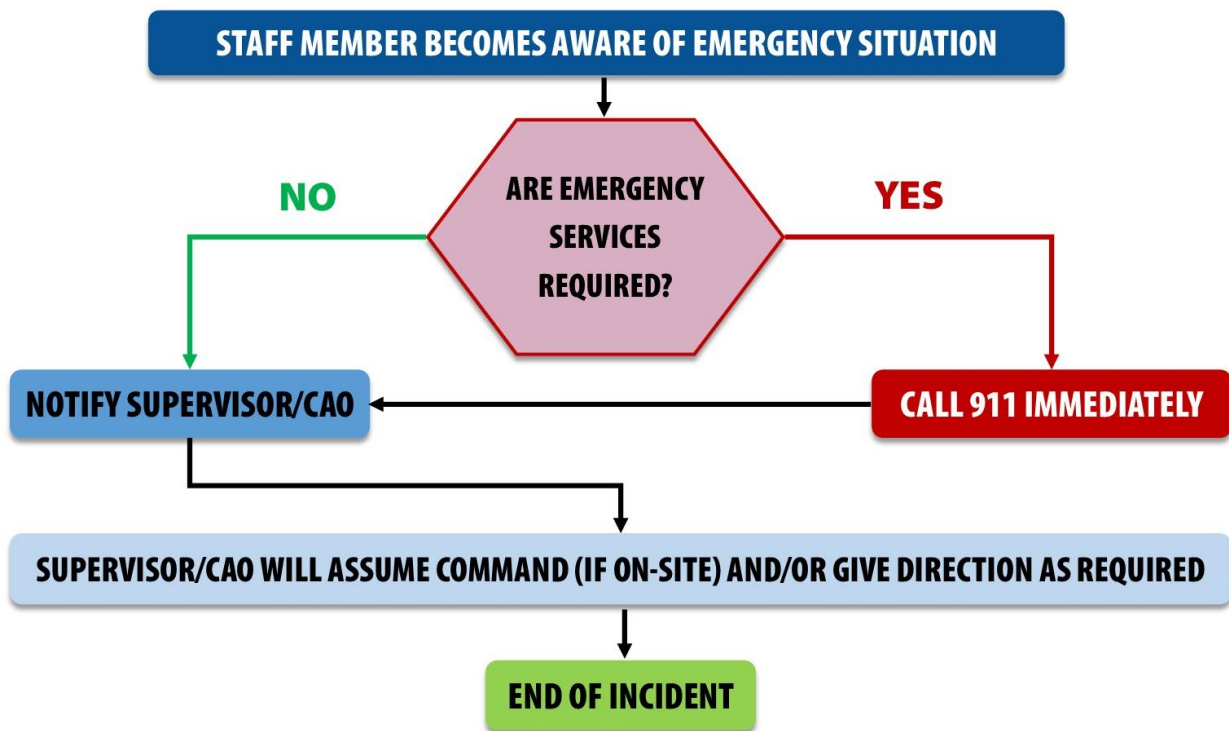 STAFF MEMBER BECOMES AWARE OF EMERGENCY SITUATION
NO
ARE EMERGENCY
SERVICES
REQUIRED?
YES
NOTIFY SUPERVISOR/CAO
CALL 911 IMMEDIATELY
SUPERVISOR/CAO WILL ASSUME COMMAND (IF ON-SITE) AND/OR GIVE DIRECTION AS REQUIRED
END OF INCIDENT